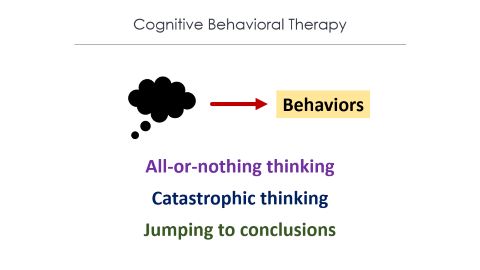 Cognitive Behavioral Therapy
Behaviors
All-or-nothing thinking
Catastrophic thinking
Jumping to conclusions